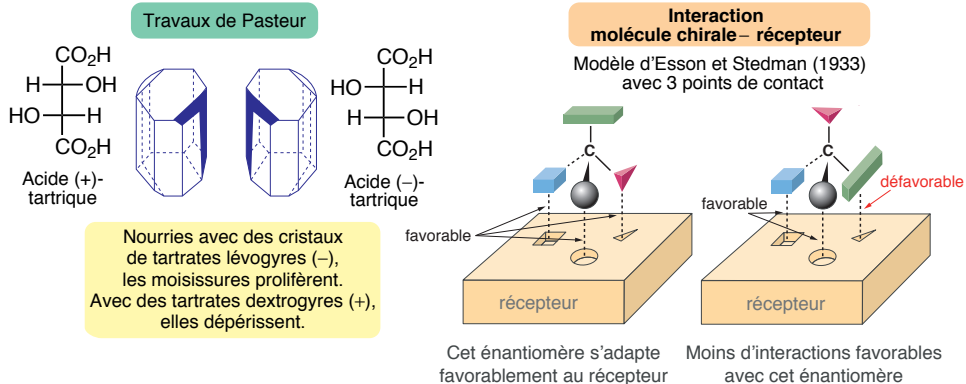 Travaux de Pasteur
CO₂H
H OH
HO H
CO₂H
Acide (+)-
tartrique
CO₂H
HO H
H OH
CO₂H
Acide (–)-
tartrique
Nourries avec des cristaux
de tartrates lévogyres (–),
les moisissures prolifèrent.
Avec des tartrates dextrogyres (+),
elles dépérissent.
Interaction
molécule chirale – récepteur
Modèle d’Esson et Stedman (1933)
avec 3 points de contact
C
favorable
récepteur
Cet énantiomère s’adapte
favorablement au récepteur
C
défavorable
favorable
récepteur
Moins d’interactions favorables
avec cet énantiomère